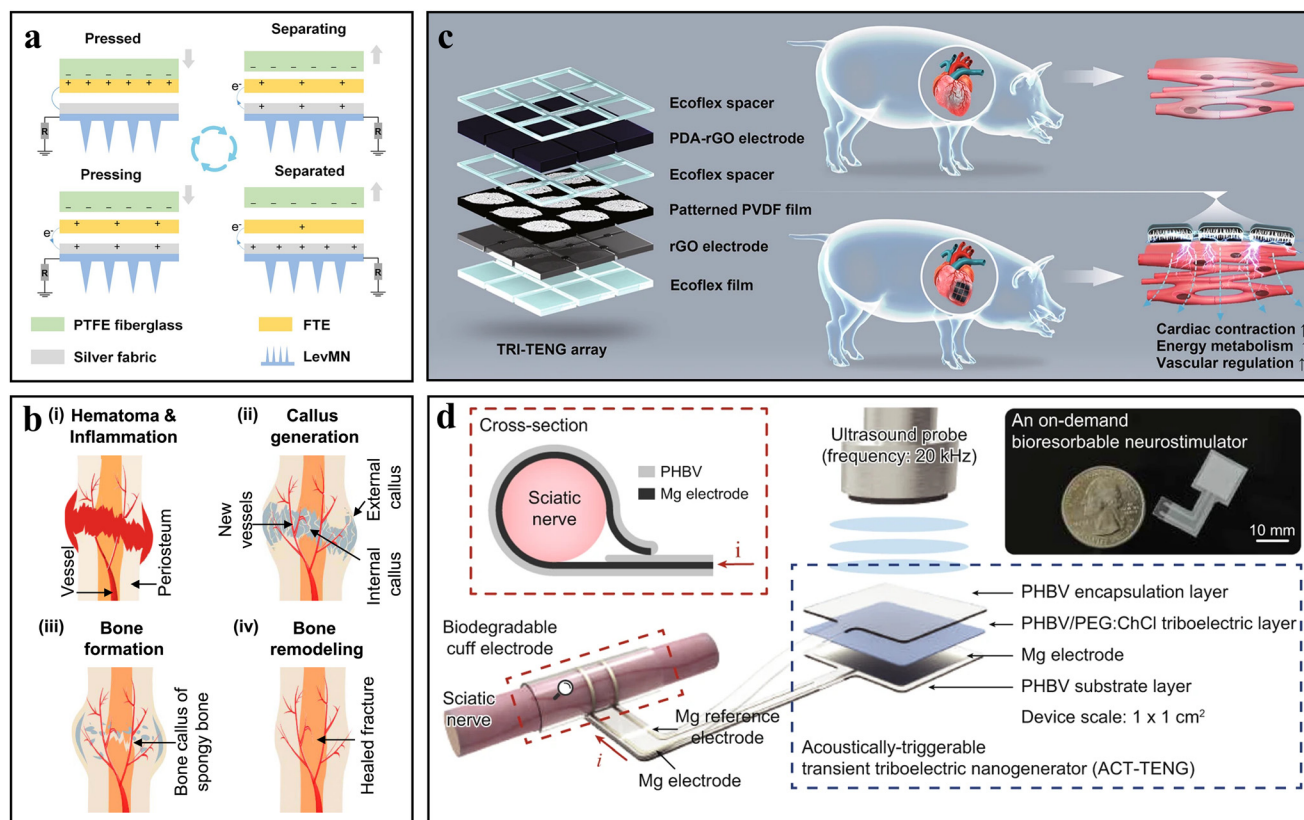 a
Pressed
Separating
− − − − − −
+ + + + + +
− − − − −
+ + +
e-
+ + +
R
R
Pressing
Separated
− − − − −
+ + +
e-
+ + +
− − − − −
+
e-
+ + + + +
R
R
PTFE fiberglass
FTE
Silver fabric
LevMN
c
Ecoflex spacer
PDA-rGO electrode
Ecoflex spacer
Patterned PVDF film
rGO electrode
Ecoflex film
TRI-TENG array
Cardiac contraction ↑
Energy metabolism ↑
Vascular regulation ↑
b
(i) Hematoma &
Inflammation
Vessel
Periosteum
(ii) Callus
generation
New
vessels
External
callus
Internal
callus
(iii) Bone
formation
Bone callus of
spongy bone
(iv) Bone
remodeling
Healed fracture
d
Cross-section
PHBV
Mg electrode
Sciatic
nerve
i
Ultrasound probe
(frequency: 20 kHz)
An on-demand
bioresorbable neurostimulator
10 mm
Biodegradable
cuff electrode
Sciatic
nerve
Mg reference
electrode
i
Mg electrode
PHBV encapsulation layer
PHBV/PEG:ChCl triboelectric layer
Mg electrode
PHBV substrate layer
Device scale: 1 x 1 cm²
Acoustically-triggerable
transient triboelectric nanogenerator (ACT-TENG)